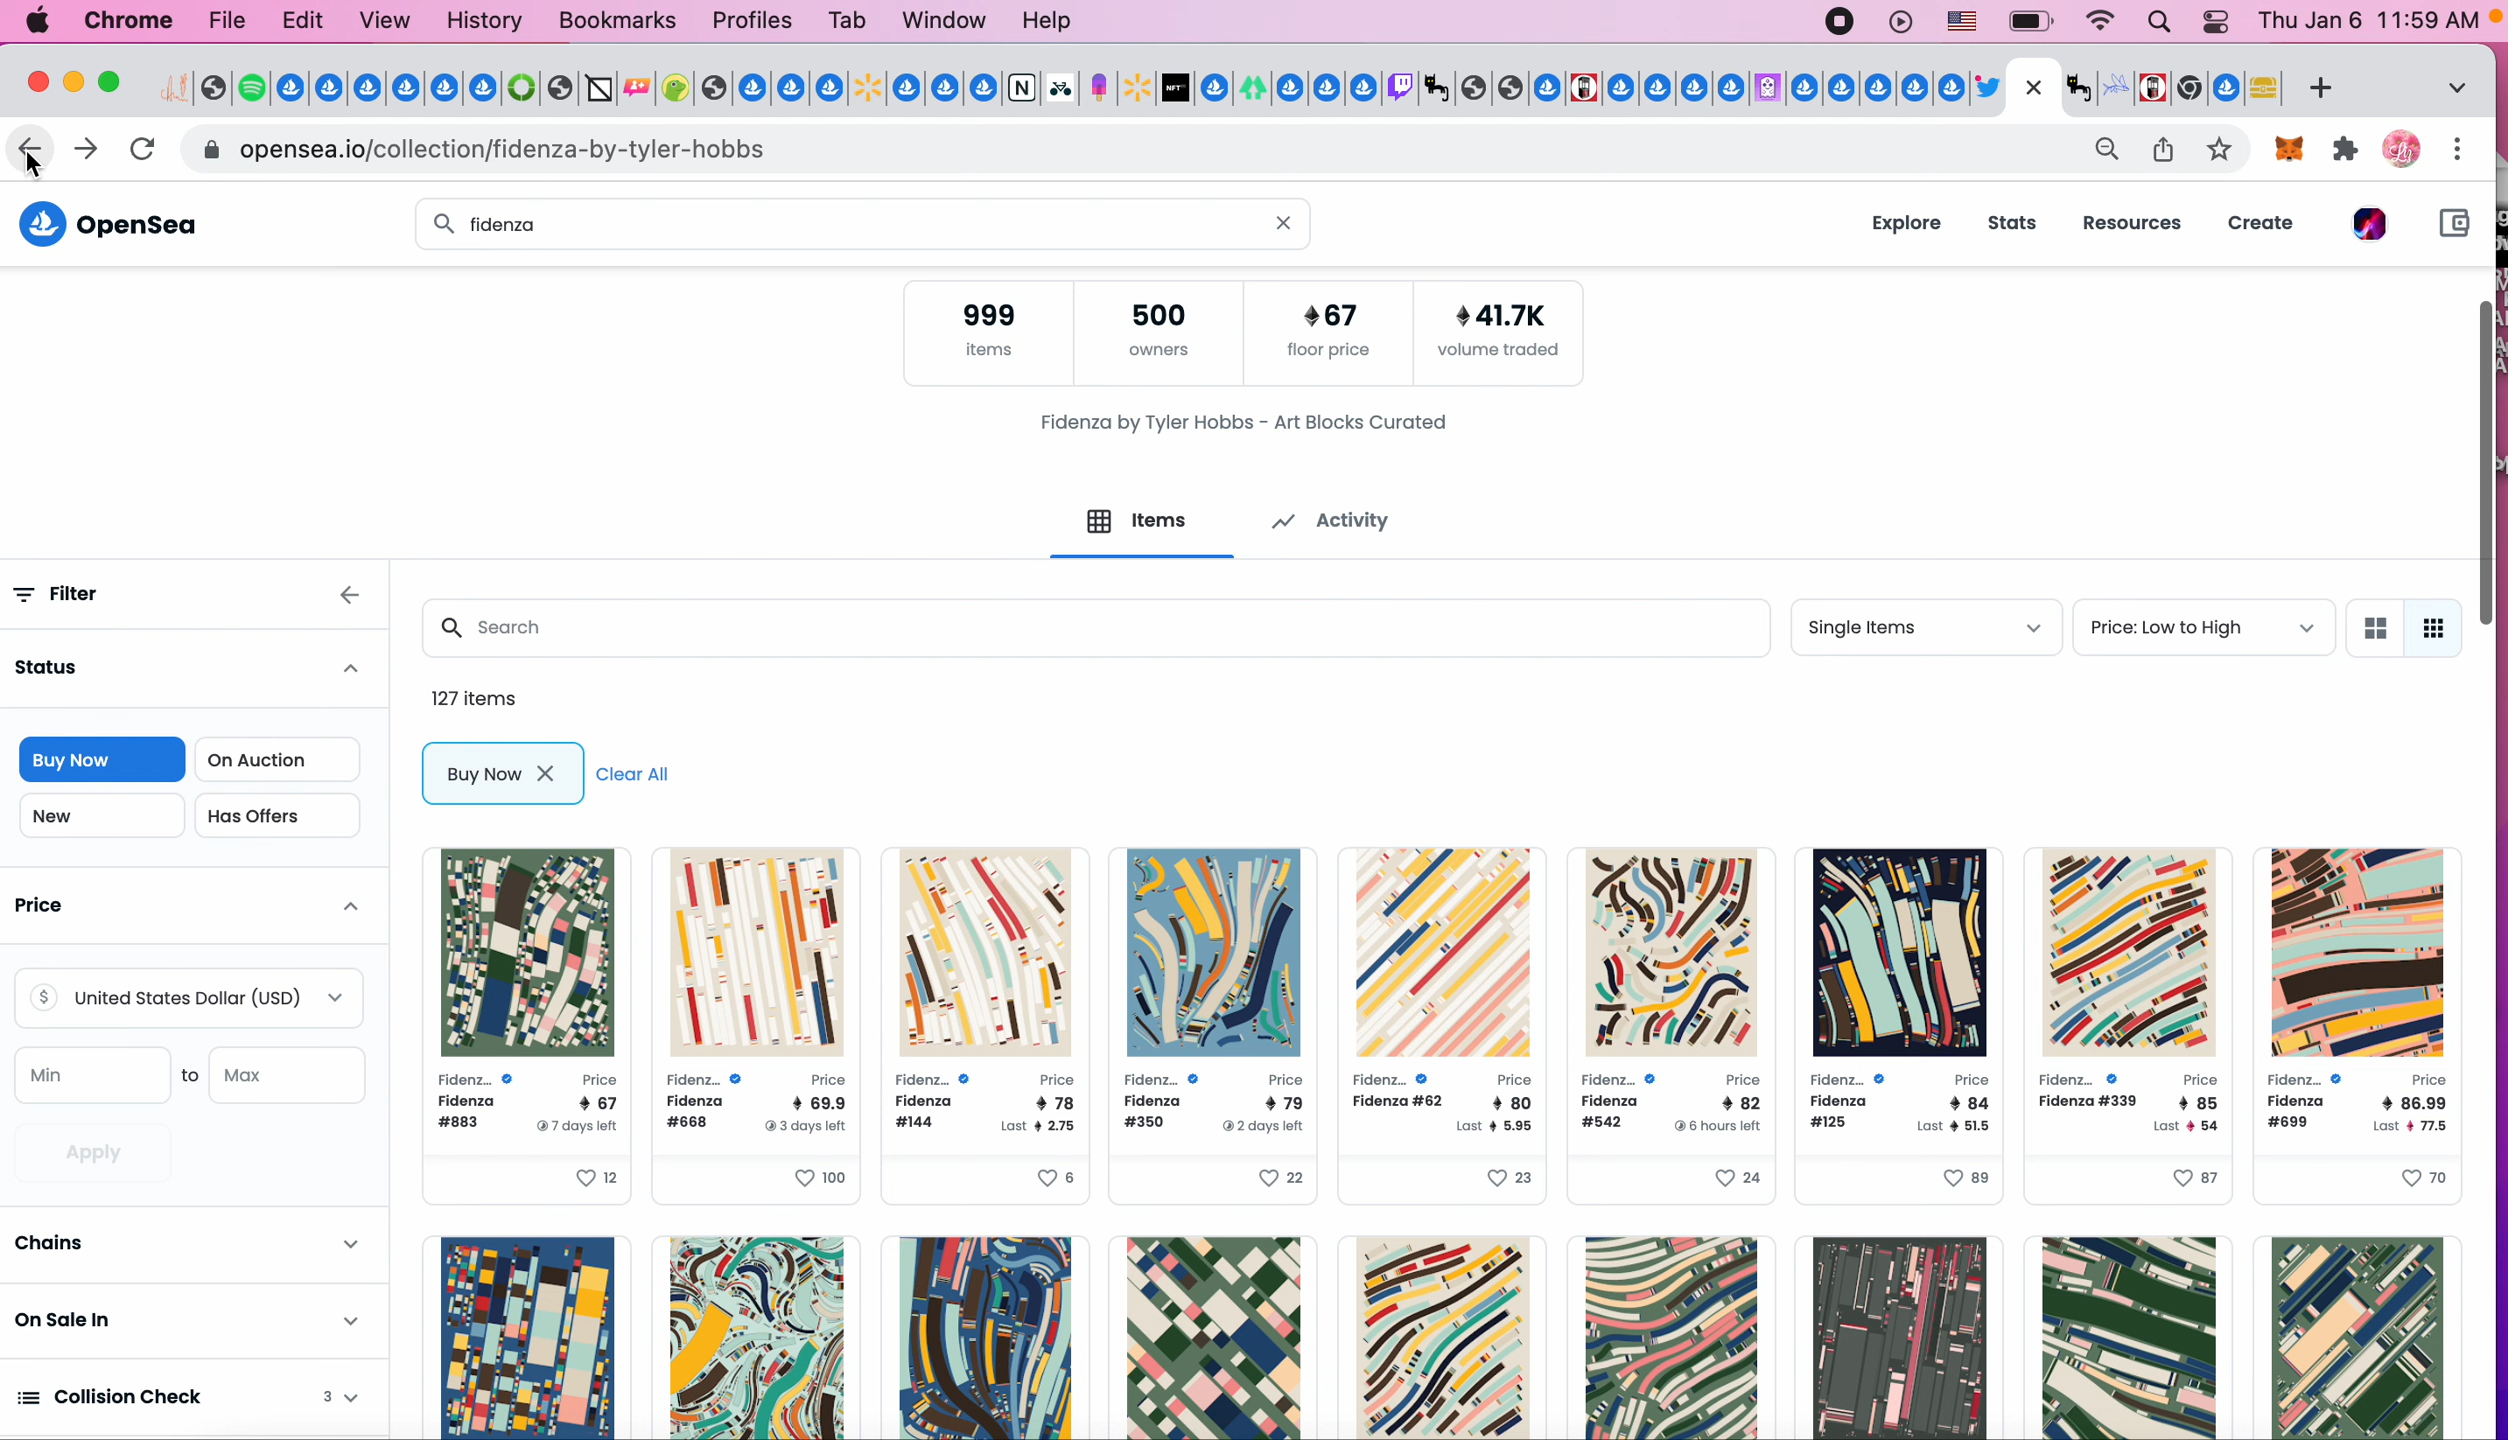 Chrome File Edit View History Bookmarks Profiles Tab Window Help Thu Jan 6 11:59 AM
opensea.io/collection/fidenza-by-tyler-hobbs
OpenSea fidenza Explore Stats Resources Create
999 500 67 41.7K
items owners floor price volume traded
Fidenza by Tyler Hobbs - Art Blocks Curated
Items Activity
Filter
Search Single Items Price: Low to High
Status
127 items
Buy Now On Auction
Buy Now Clear All
New Has Offers
Price
$ United States Dollar (USD)
Min to Max
Apply
Fidenz... Price Fidenz... Price Fidenz... Price Fidenz... Price Fidenz... Price Fidenz... Price Fidenz... Price Fidenz... Price Fidenz... Price
Fidenza 67 Fidenza 69.9 Fidenza 78 Fidenza 79 Fidenza #62 80 Fidenza 82 Fidenza 84 Fidenza #339 85 Fidenza 86.99
#883 7 days left #668 3 days left #144 Last 2.75 #350 2 days left Last 5.95 #542 6 hours left #125 Last 51.5 Last 54 #699 Last 77.5
12 100 6 22 23 24 89 87 70
Chains
On Sale In
Collision Check 3